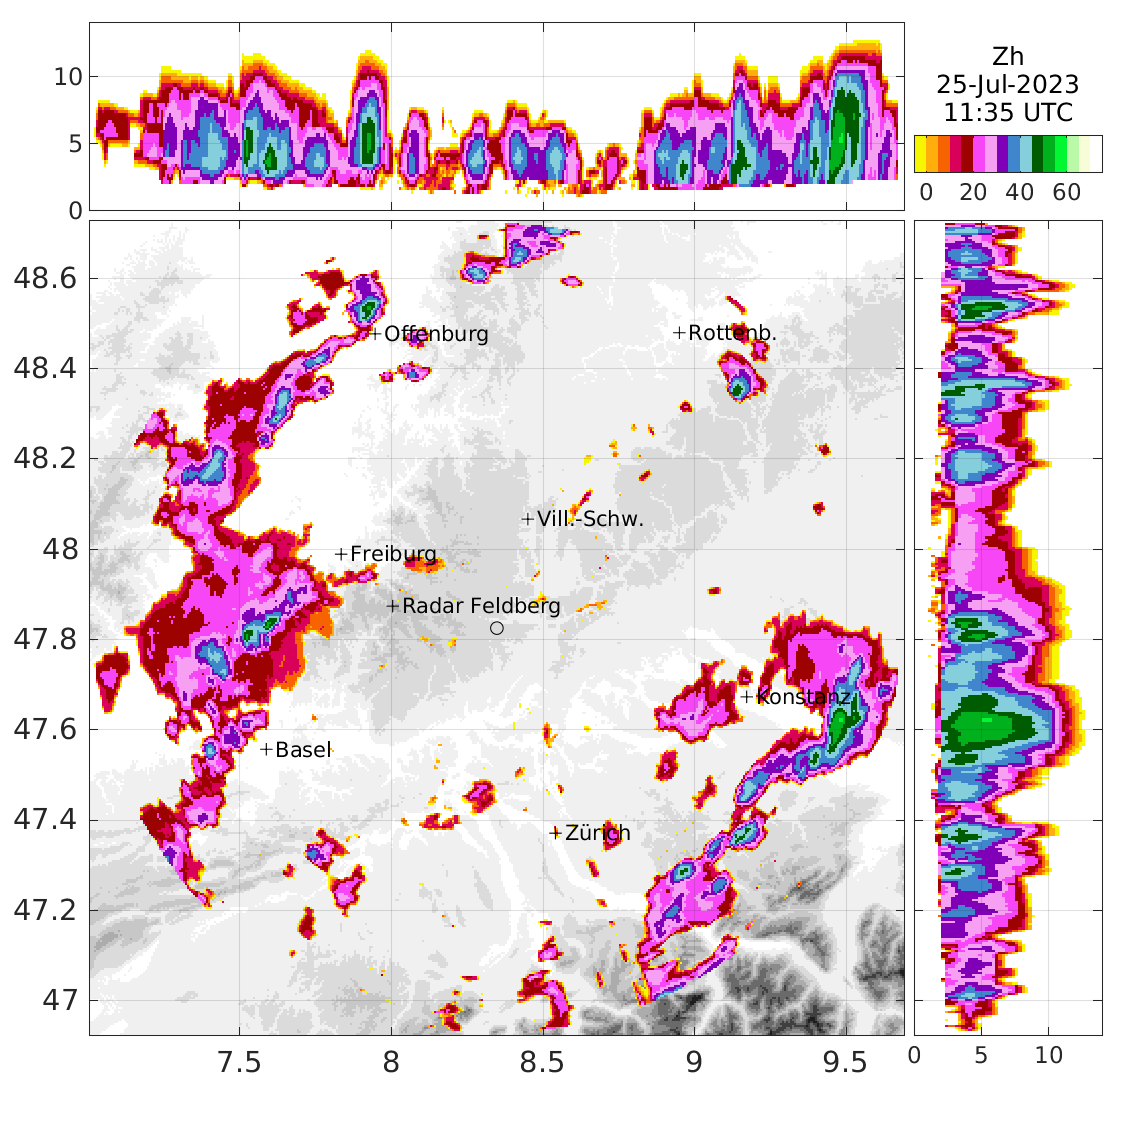 10
5
0
Zh
25-Jul-2023
11:35 UTC
0 20 40 60
48.6
48.4
48.2
48
47.8
47.6
47.4
47.2
47
+Offenburg
+Rottenb.
+Vill.-Schw.
+Freiburg
+Radar Feldberg
+Konstanz
+Basel
+Zürich
7.5 8 8.5 9 9.5
0 5 10